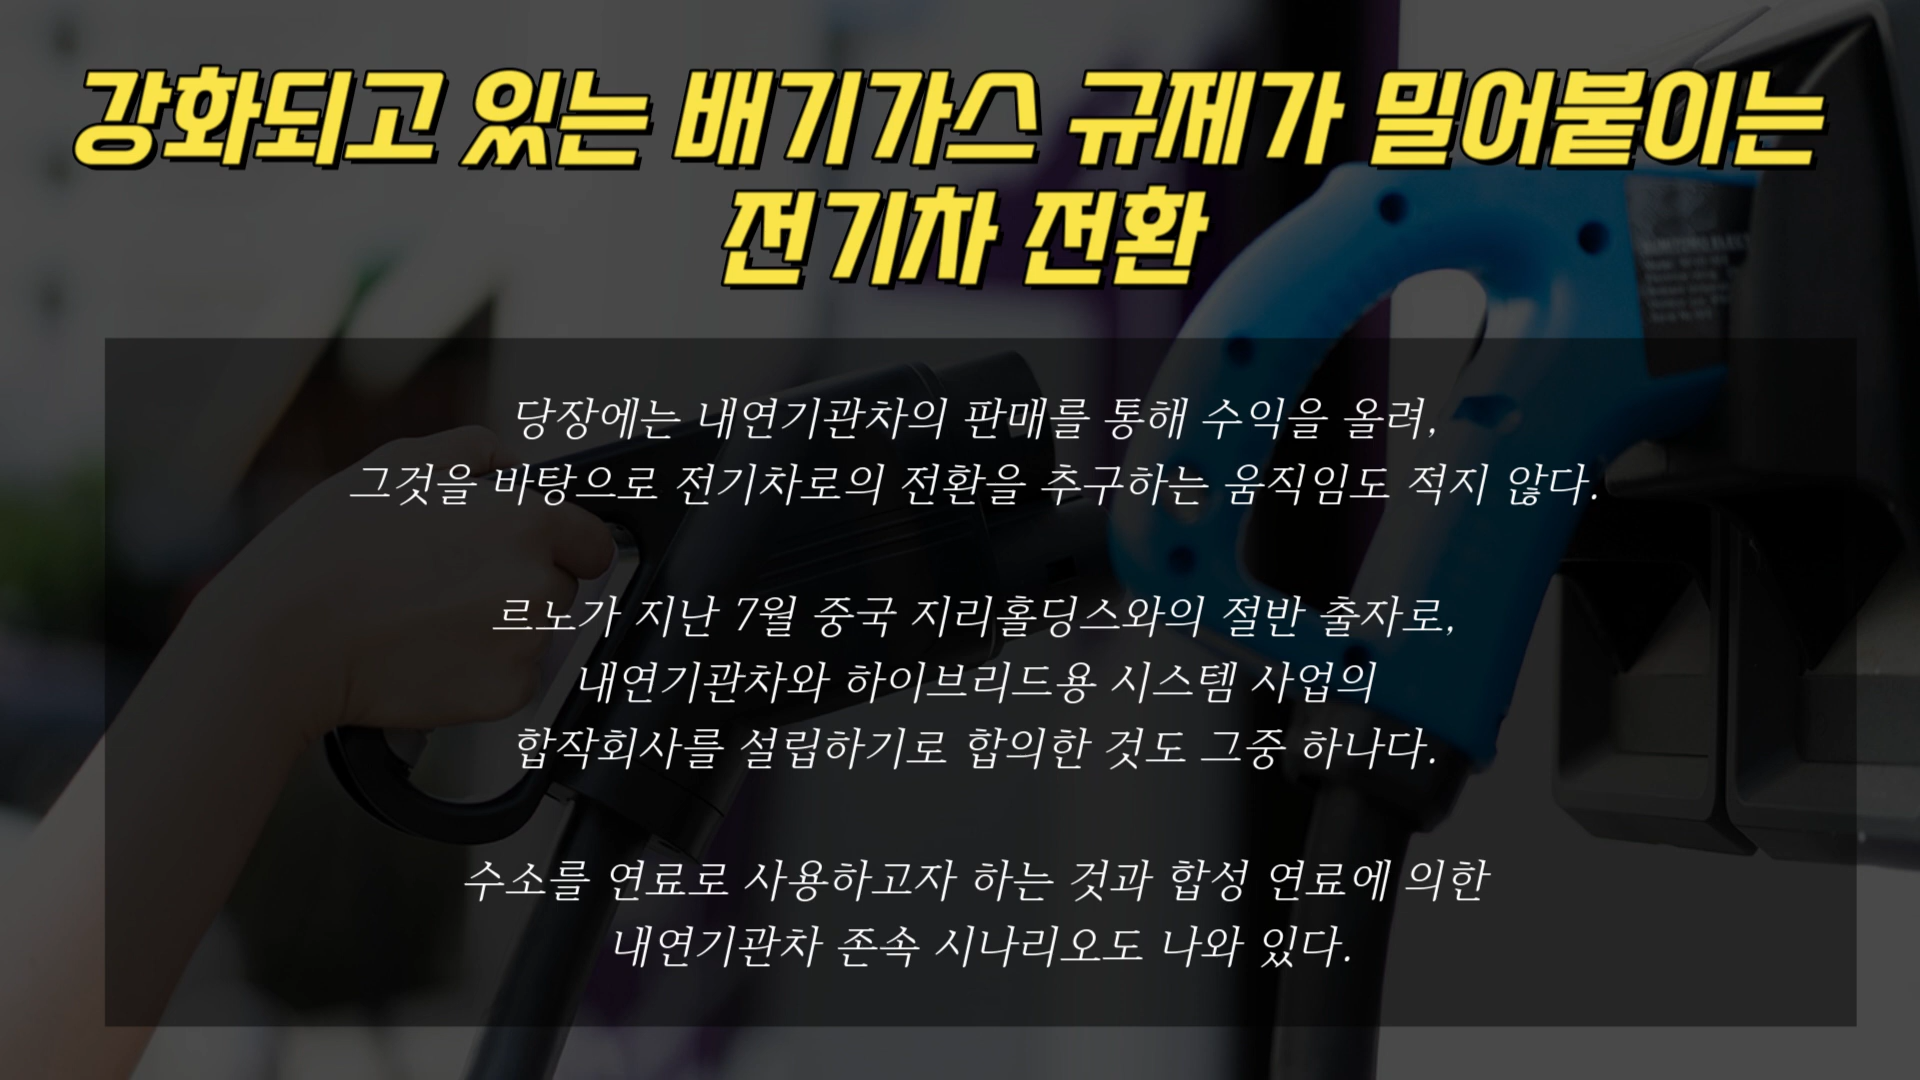 강화되고 있는 배기가스 규제가 밀어붙이는
전기차 전환
당장에는 내연기관차의 판매를 통해 수익을 올려,
그것을 바탕으로 전기차로의 전환을 추구하는 움직임도 적지 않다.
르노가 지난 7월 중국 지리홀딩스와의 절반 출자로,
내연기관차와 하이브리드용 시스템 사업의
합작회사를 설립하기로 합의한 것도 그중 하나다.
수소를 연료로 사용하고자 하는 것과 합성 연료에 의한
내연기관차 존속 시나리오도 나와 있다.